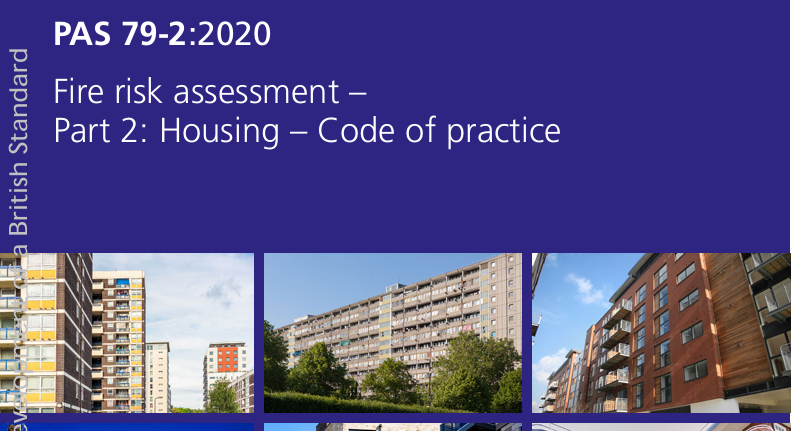 PAS 79-2:2020
Fire risk assessment –
Part 2: Housing – Code of practice
a British Standard